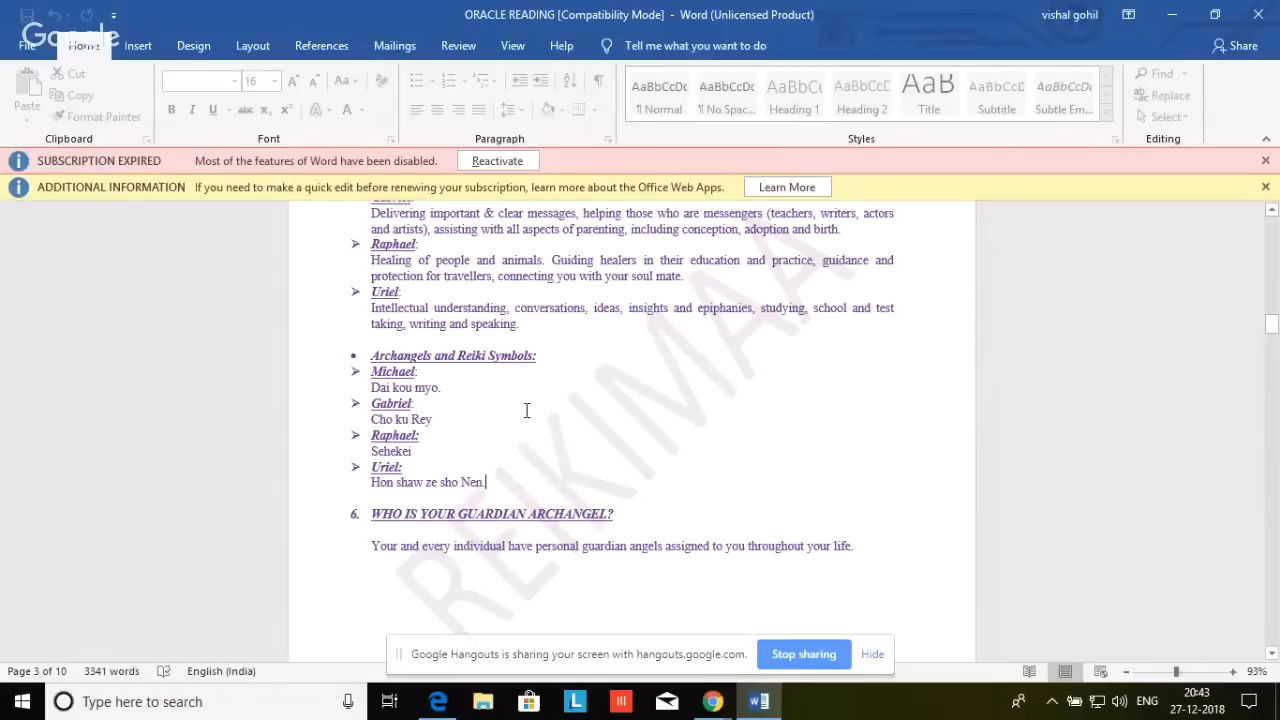 ORACLE READING [Compatibility Mode] - Word (Unlicensed Product)
vishal gohil
Google
File Home Insert Design Layout References Mailings Review View Help Tell me what you want to do Share
Paste
Cut
Copy
Format Painter
Clipboard
16
Aa
B I U abc x₂ x² A A
Font
Paragraph
AaBbCcDc AaBbCcDc AaBbCc AaBbCcD AaB AaBbCcD AaBbCcDc
¶ Normal ¶ No Spac... Heading 1 Heading 2 Title Subtitle Subtle Em...
Styles
Find
Replace
Select
Editing
SUBSCRIPTION EXPIRED Most of the features of Word have been disabled. Reactivate
ADDITIONAL INFORMATION If you need to make a quick edit before renewing your subscription, learn more about the Office Web Apps. Learn More
Delivering important & clear messages, helping those who are messengers (teachers, writers, actors
and artists), assisting with all aspects of parenting, including conception, adoption and birth.
➢ Raphael:
Healing of people and animals. Guiding healers in their education and practice, guidance and
protection for travellers, connecting you with your soul mate.
➢ Uriel:
Intellectual understanding, conversations, ideas, insights and epiphanies, studying, school and test
taking, writing and speaking.
• Archangels and Reiki Symbols:
➢ Michael:
Dai kou myo.
➢ Gabriel:
Cho ku Rey
➢ Raphael:
Sehekei
➢ Uriel:
Hon shaw ze sho Nen.
6. WHO IS YOUR GUARDIAN ARCHANGEL?
Your and every individual have personal guardian angels assigned to you throughout your life.
REIKIMAA
Google Hangouts is sharing your screen with hangouts.google.com. Stop sharing Hide
Page 3 of 10 3341 words English (India) 93%
Type here to search
ENG
20:43
27-12-2018